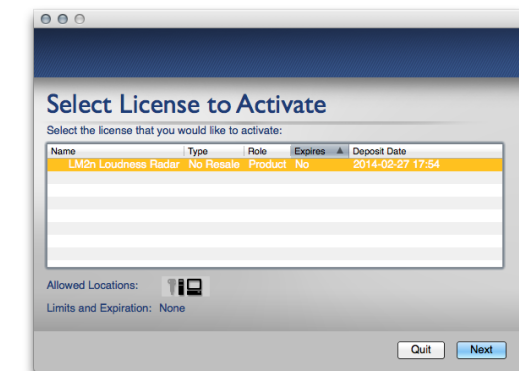 Select License to Activate
Select the license that you would like to activate:
Name Type Role Expires Deposit Date
LM2n Loudness Radar No Resale Product No 2014-02-27 17:54
Allowed Locations:
Limits and Expiration: None
Quit Next